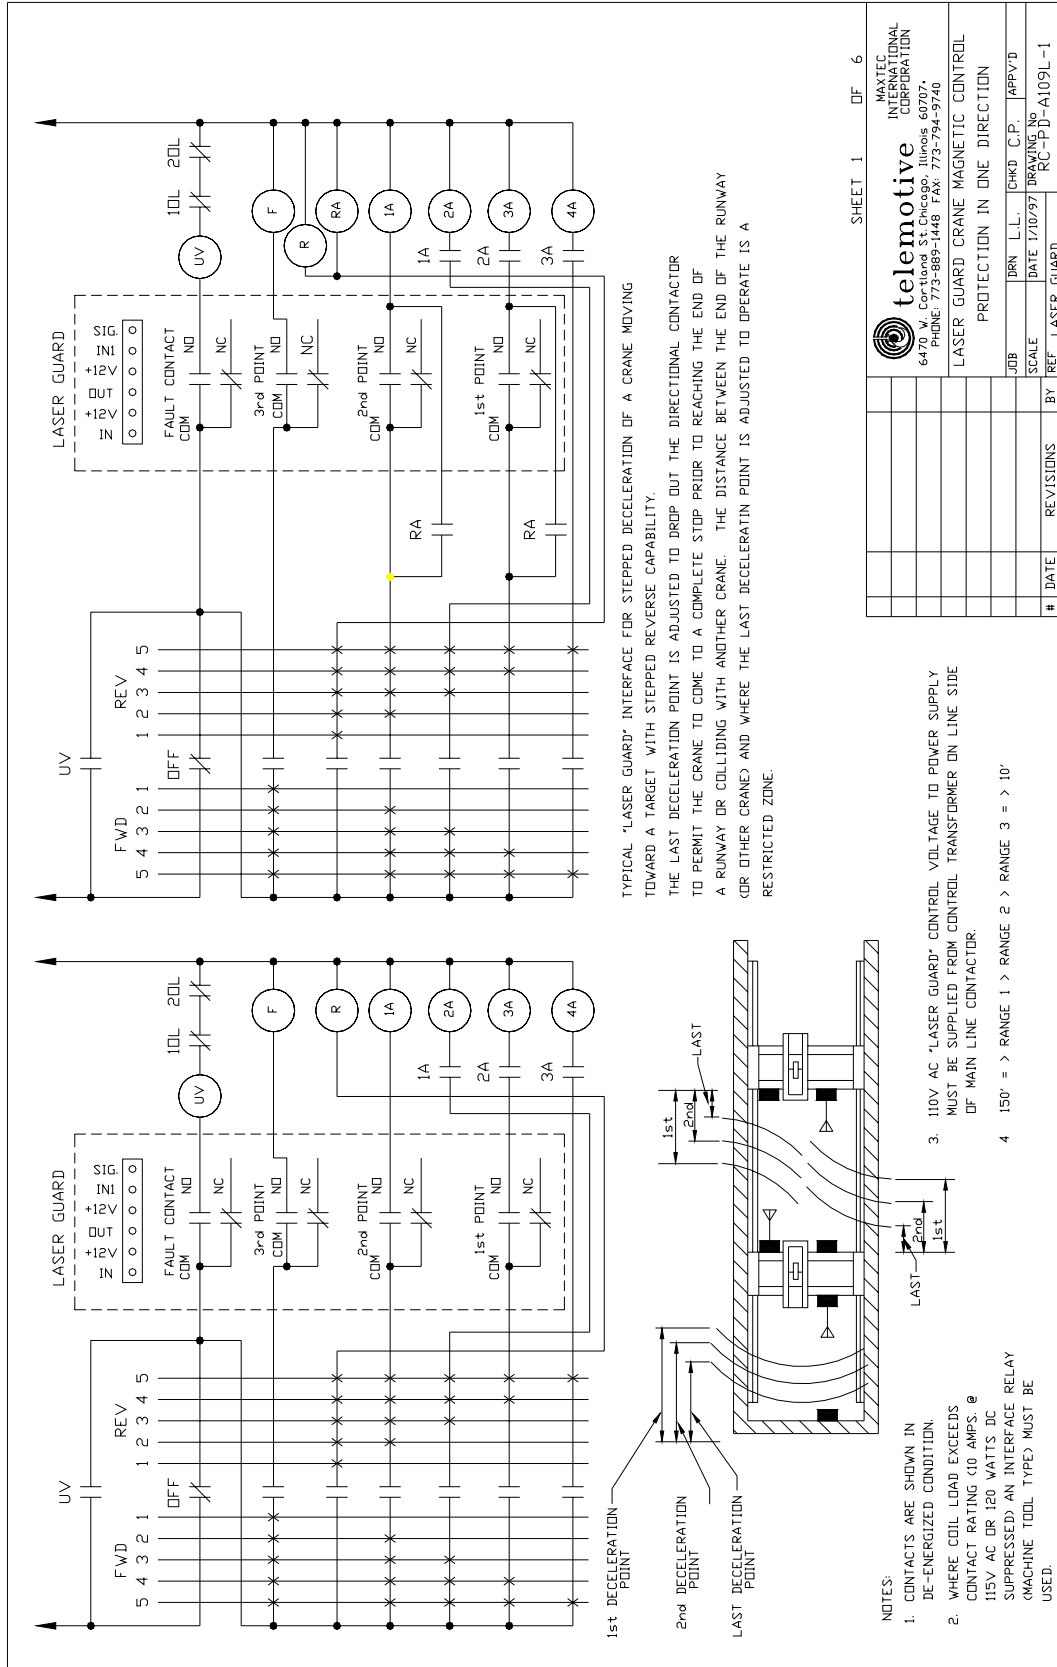 UV
FWD
REV
5 4 3 2 1
1 2 3 4 5
OFF
LASER GUARD
IN +12V OUT +12V IN1 SIG.
FAULT CONTACT
COM NO
NC
3rd POINT
COM NO
NC
2nd POINT
COM NO
NC
1st POINT
COM NO
NC
UV
1OL 2OL
F
R
1A
1A 2A
2A 3A
3A 4A
UV
FWD
REV
5 4 3 2 1
1 2 3 4 5
OFF
LASER GUARD
IN +12V OUT +12V IN1 SIG.
FAULT CONTACT
COM NO
NC
3rd POINT
COM NO
NC
2nd POINT
COM NO
NC
RA
1st POINT
COM NO
NC
RA
UV
1OL 2OL
F
R
RA
1A
1A 2A
2A 3A
3A 4A
TYPICAL "LASER GUARD" INTERFACE FOR STEPPED DECELERATION OF A CRANE MOVING
TOWARD A TARGET WITH STEPPED REVERSE CAPABILITY.
THE LAST DECELERATION POINT IS ADJUSTED TO DROP OUT THE DIRECTIONAL CONTACTOR
TO PERMIT THE CRANE TO COME TO A COMPLETE STOP PRIOR TO REACHING THE END OF
A RUNWAY OR COLLIDING WITH ANOTHER CRANE. THE DISTANCE BETWEEN THE END OF THE RUNWAY
(OR OTHER CRANE) AND WHERE THE LAST DECELERATIN POINT IS ADJUSTED TO OPERATE IS A
RESTRICTED ZONE.
1st DECELERATION
POINT
2nd DECELERATION
POINT
LAST DECELERATION
POINT
1st
2nd
LAST
LAST
2nd
1st
NOTES:
1. CONTACTS ARE SHOWN IN
DE-ENERGIZED CONDITION.
2. WHERE COIL LOAD EXCEEDS
CONTACT RATING (10 AMPS. @
115V AC OR 120 WATTS DC
SUPPRESSED) AN INTERFACE RELAY
(MACHINE TOOL TYPE) MUST BE
USED.
3. 110V AC "LASER GUARD" CONTROL VOLTAGE TO POWER SUPPLY
MUST BE SUPPLIED FROM CONTROL TRANSFORMER ON LINE SIDE
OF MAIN LINE CONTACTOR.
4 150' = > RANGE 1 > RANGE 2 > RANGE 3 = > 10'
SHEET 1 OF 6
telemotive
MAXTEC
INTERNATIONAL
CORPORATION
6470 W. Cortland St.Chicago, Illinois 60707.
PHONE: 773-889-1448 FAX: 773-794-9740
LASER GUARD CRANE MAGNETIC CONTROL
PROTECTION IN ONE DIRECTION
JOB DRN L.L. CHKD C.P. APPV'D
SCALE DATE 1/10/97 DRAWING No
RC-PD-A109L-1
# DATE REVISIONS BY REF LASER GUARD